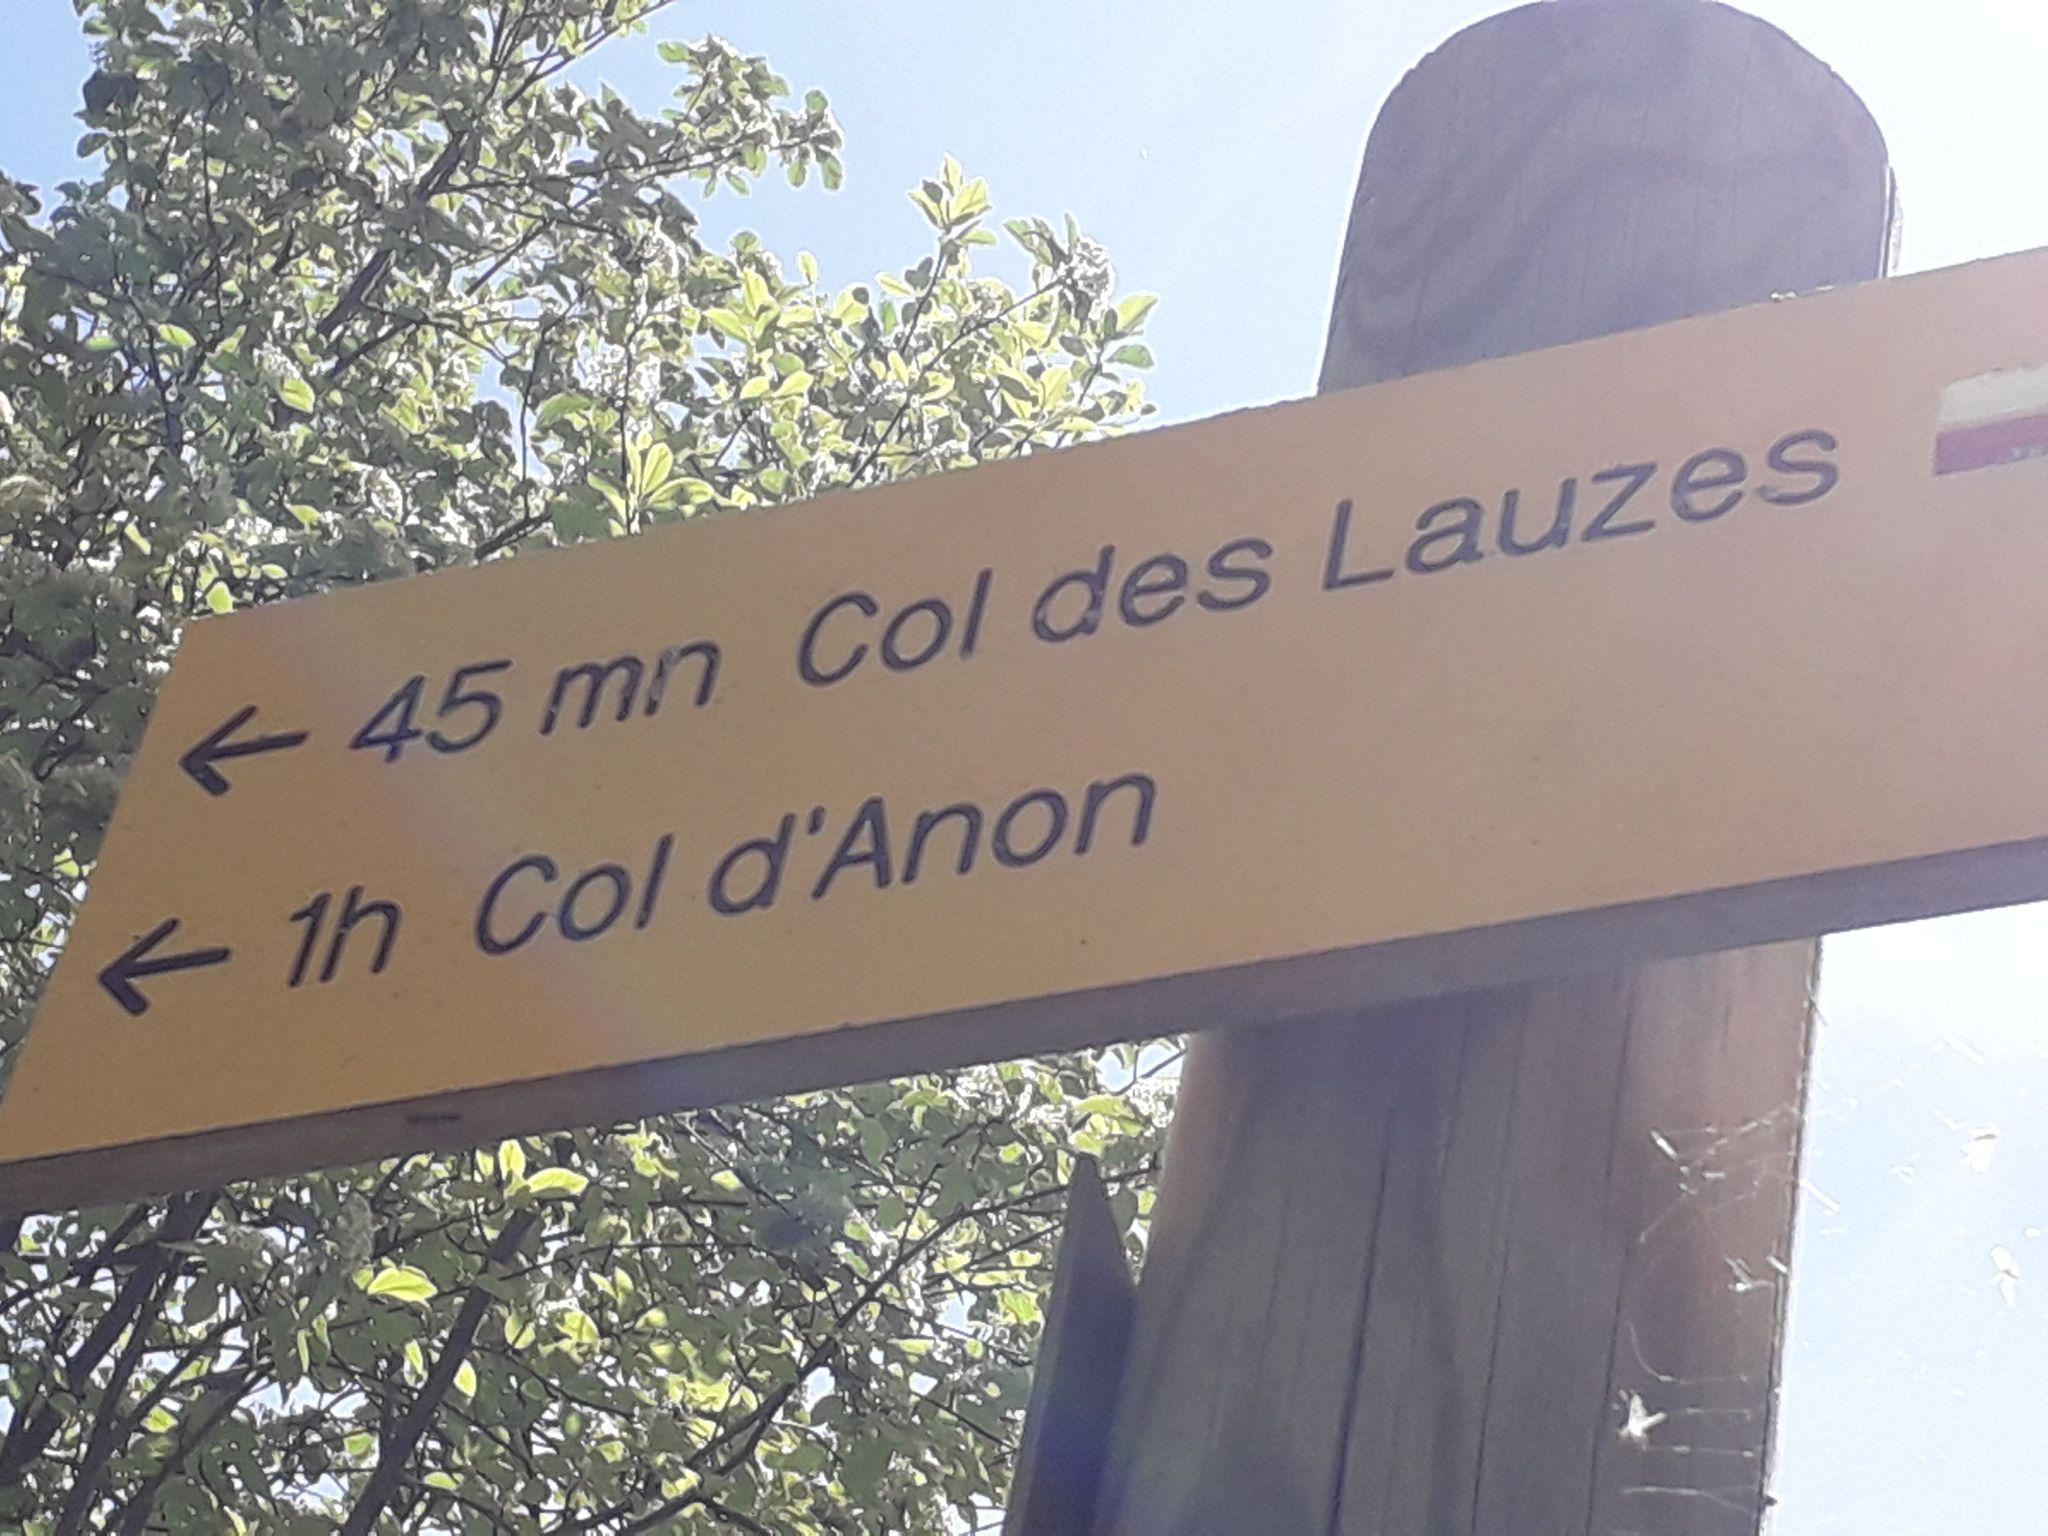 ← 45 mn Col des Lauzes
← 1h Col d'Anon